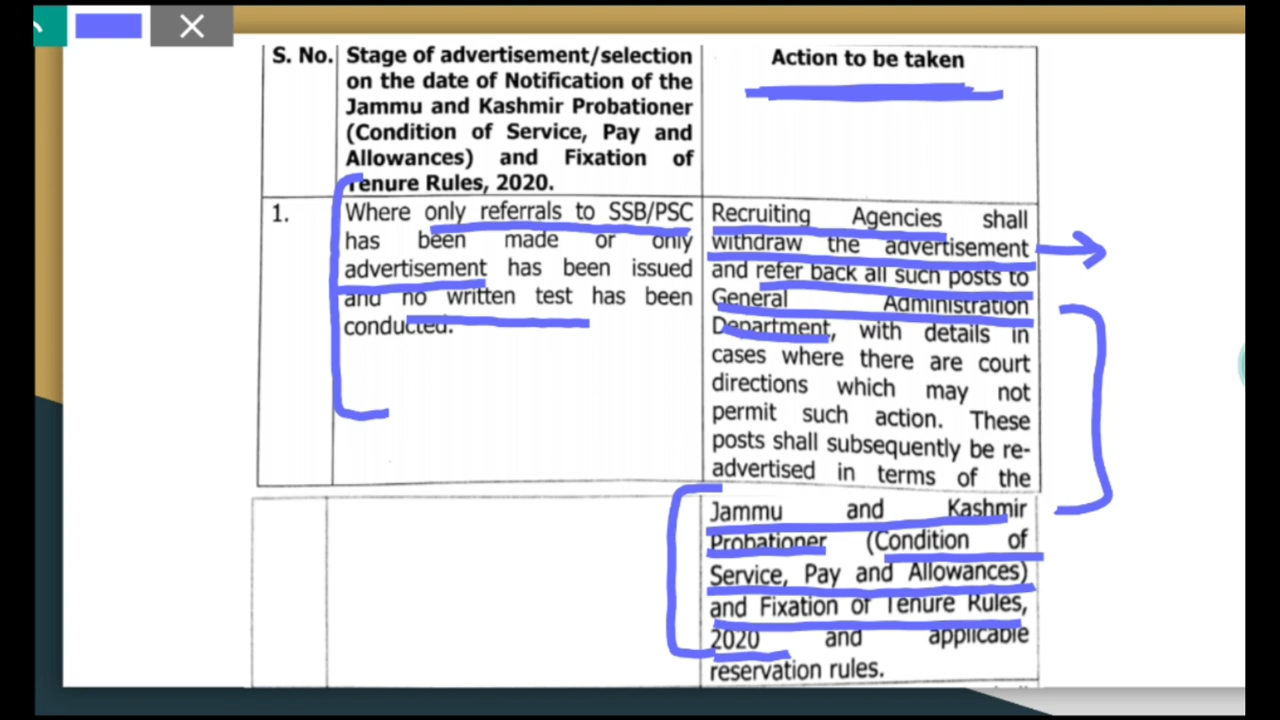 S. No.
Stage of advertisement/selection
on the date of Notification of the
Jammu and Kashmir Probationer
(Condition of Service, Pay and
Allowances) and Fixation of
Tenure Rules, 2020.
Action to be taken
1.
Where only referrals to SSB/PSC
has been made or only
advertisement has been issued
and no written test has been
conducted.
Recruiting Agencies shall
withdraw the advertisement
and refer back all such posts to
General Administration
Department, with details in
cases where there are court
directions which may not
permit such action. These
posts shall subsequently be re-
advertised in terms of the
Jammu and Kashmir
Probationer (Condition of
Service, Pay and Allowances)
and Fixation of Tenure Rules,
2020 and applicable
reservation rules.